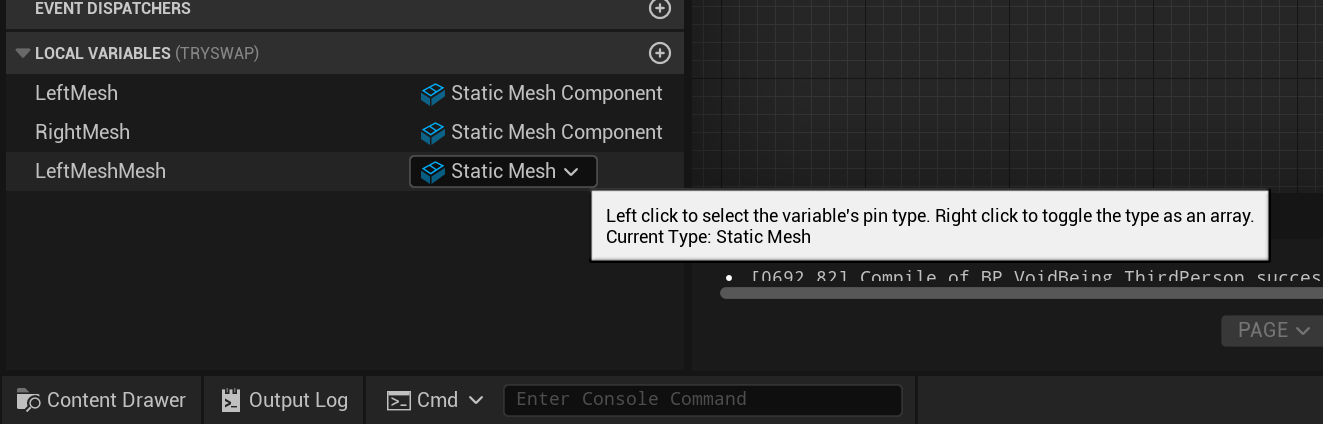 EVENT DISPATCHERS
LOCAL VARIABLES (TRYSWAP)
LeftMesh Static Mesh Component
RightMesh Static Mesh Component
LeftMeshMesh Static Mesh
Left click to select the variable's pin type. Right click to toggle the type as an array.
Current Type: Static Mesh
[0692.82] Compile of BP_VoidBeing_ThirdPerson succes
PAGE
Content Drawer Output Log Cmd Enter Console Command